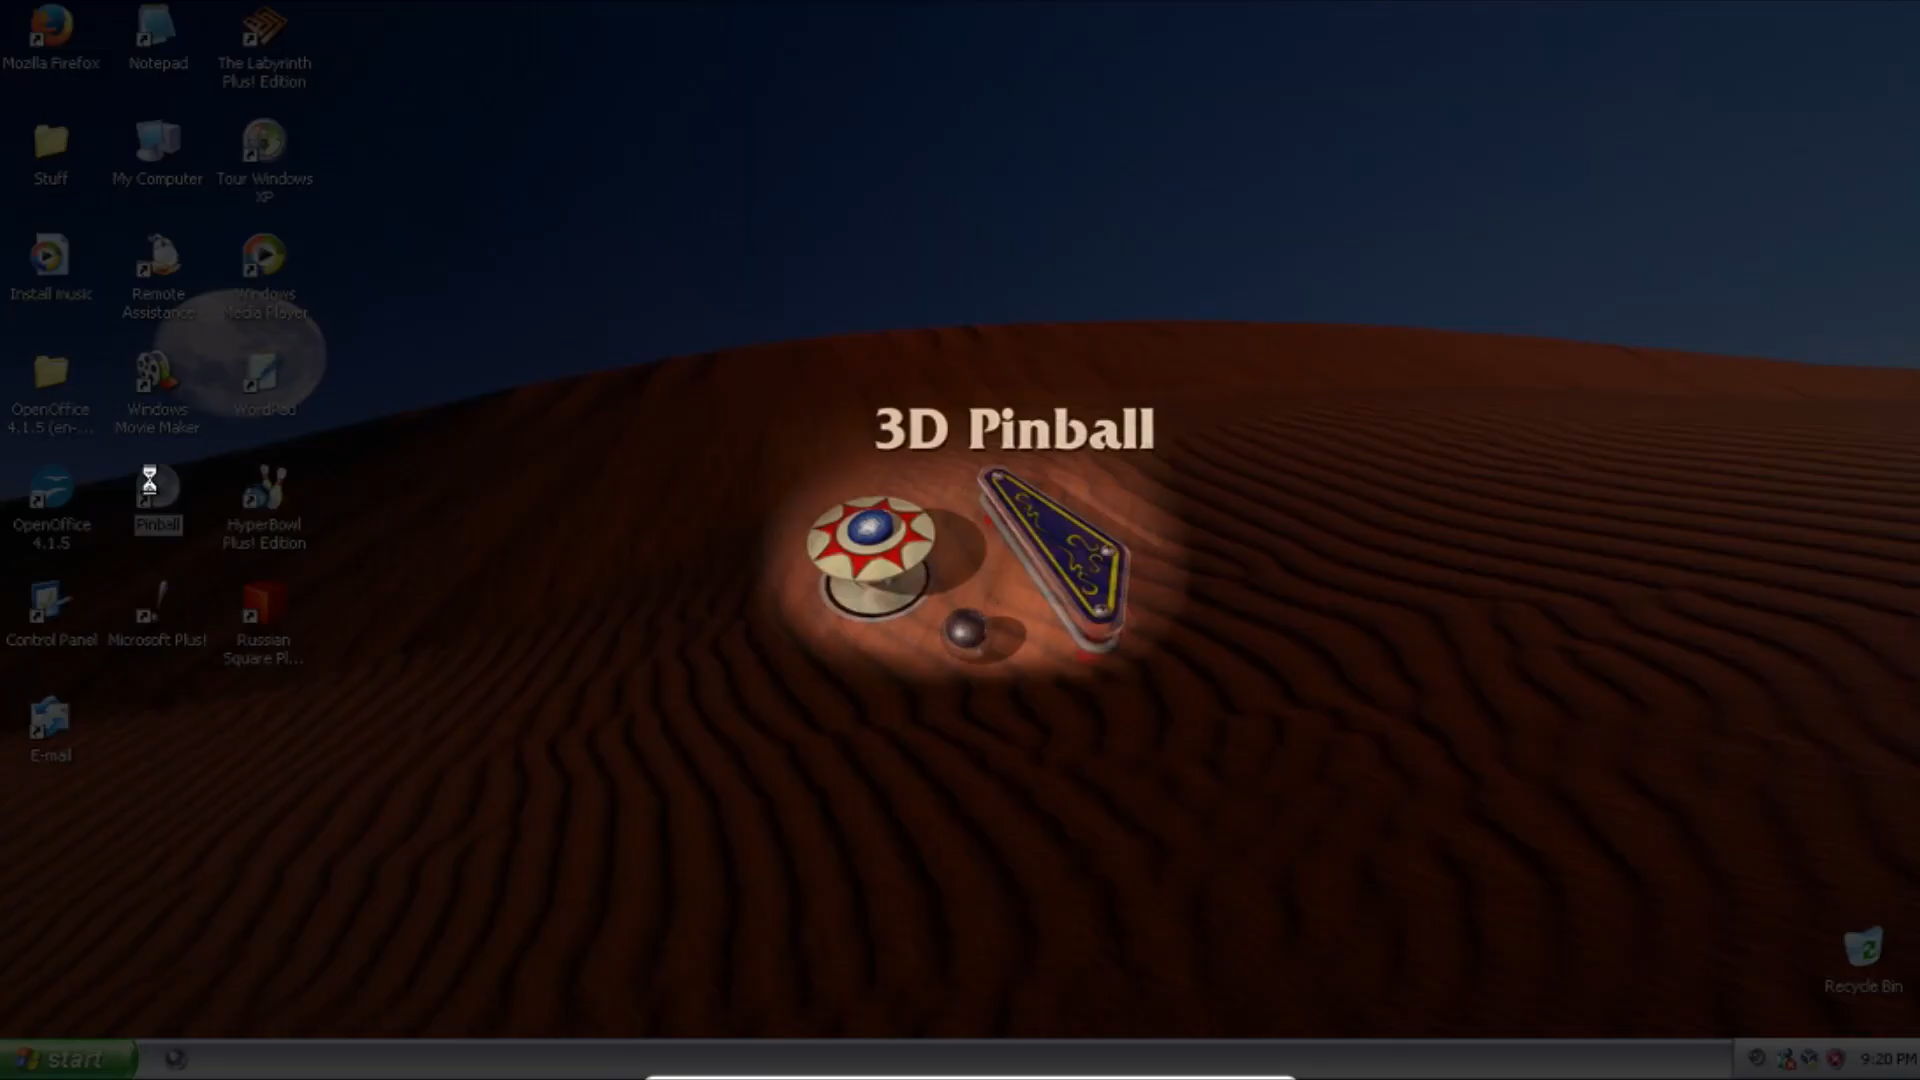 Mozilla Firefox
Notepad
The Labyrinth
Plus! Edition
Stuff
My Computer
Tour Windows
XP
Install music
Remote
Assistance
Windows
Media Player
OpenOffice
4.1.5 (en-...
Windows
Movie Maker
WordPad
3D Pinball
OpenOffice
4.1.5
Pinball
HyperBowl
Plus! Edition
Control Panel
Microsoft Plus!
Russian
Square Pl...
E-mail
Recycle Bin
start
9:20 PM